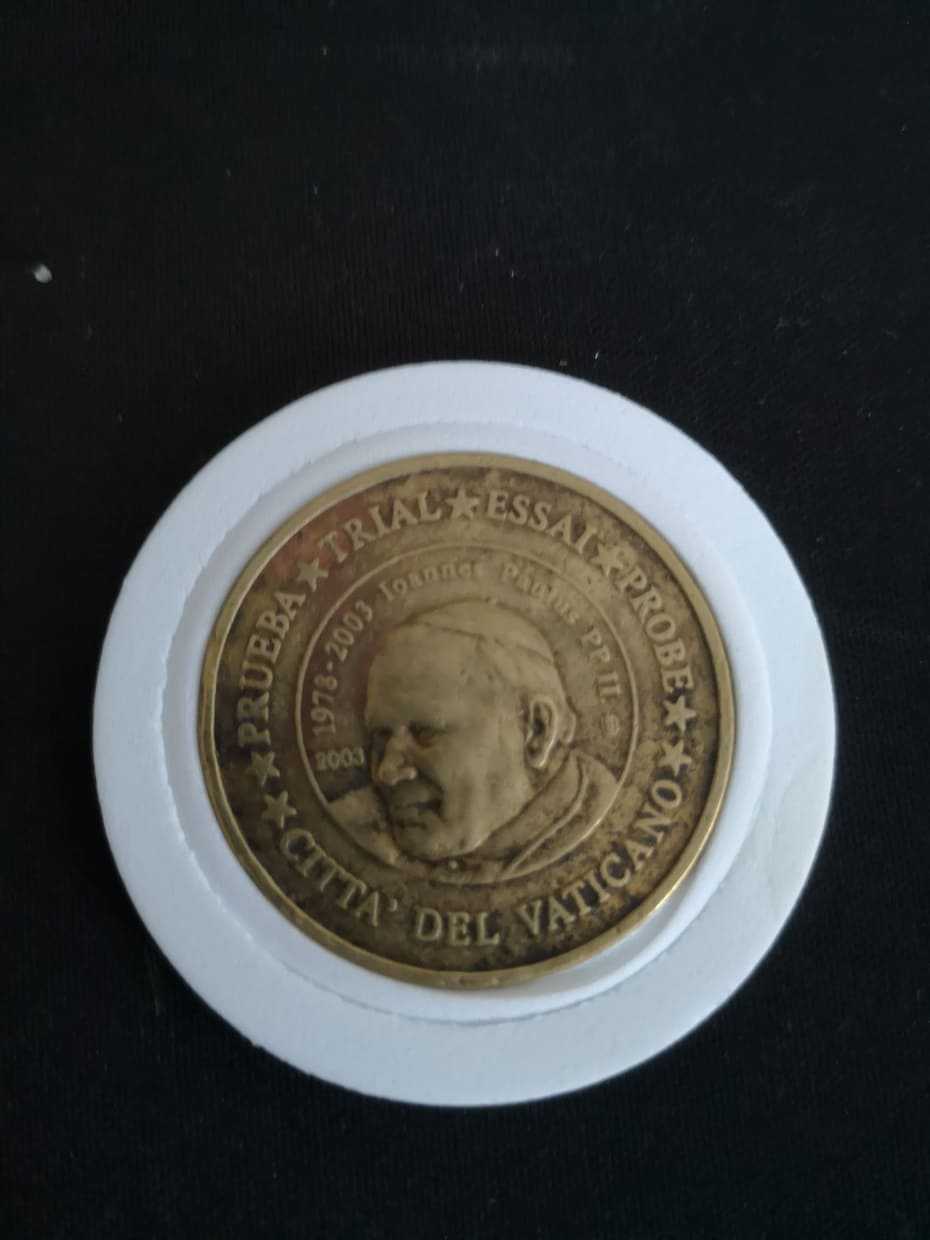 ★ PRUEBA ★ TRIAL ★ ESSAI ★ PROBE ★
★ CITTA' DEL VATICANO ★
1978-2003 Ioannes Paulus PP. II
2003